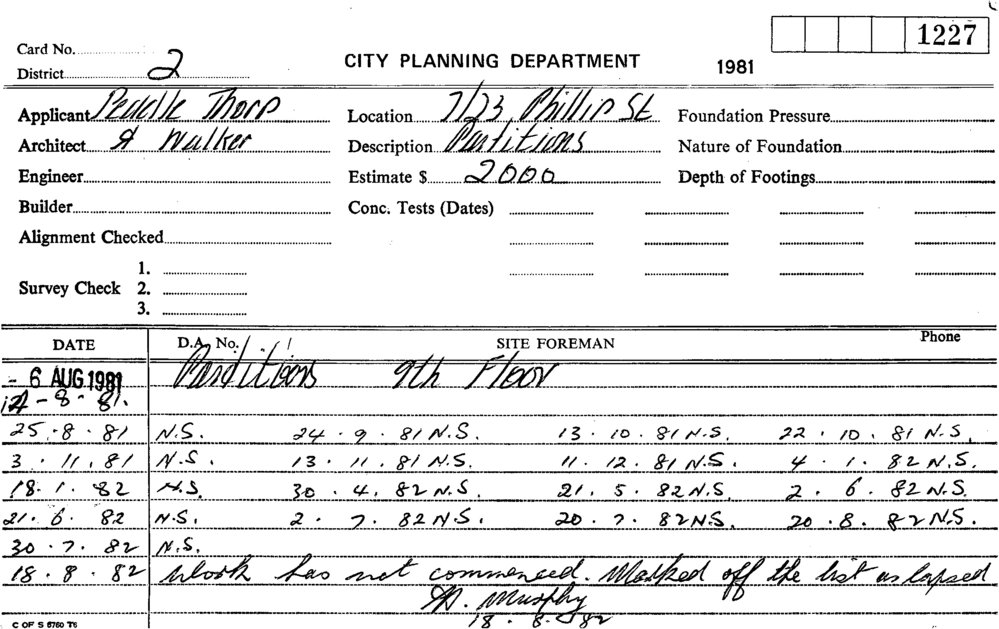 1227
Card No.
District 2
CITY PLANNING DEPARTMENT 1981
Applicant Peddle Thorp Location 7/23 Phillip St Foundation Pressure
Architect & Walker Description Partitions Nature of Foundation
Engineer Estimate $ 2000 Depth of Footings
Builder Conc. Tests (Dates)
Alignment Checked
1.
Survey Check 2.
3.
DATE D.A. No. / / SITE FOREMAN Phone
- 6 AUG 1981 Partitions 9th Floor
- 8 - 81.
25 . 8 . 81 N.S. 24 . 9 . 81 N.S. 13 . 10 . 81 N.S. 22 . 10 . 81 N.S.
3 . 11 . 81 N.S. 13 . 11 . 81 N.S. 11 . 12 . 81 N.S. 4 . 1 . 82 N.S.
18 . 1 . 82 N.S. 30 . 4 . 82 N.S. 21 . 5 . 82 N.S. 2 . 6 . 82 N.S.
21 . 6 . 82 N.S. 2 . 7 . 82 N.S. 20 . 7 . 82 N.S. 20 . 8 . 82 N.S.
30 . 7 . 82 N.S.
18 . 8 . 82 Work has not commenced. Marked off the list as lapsed
Murphy
18 . 8 . 82
C OF S 6760 T6